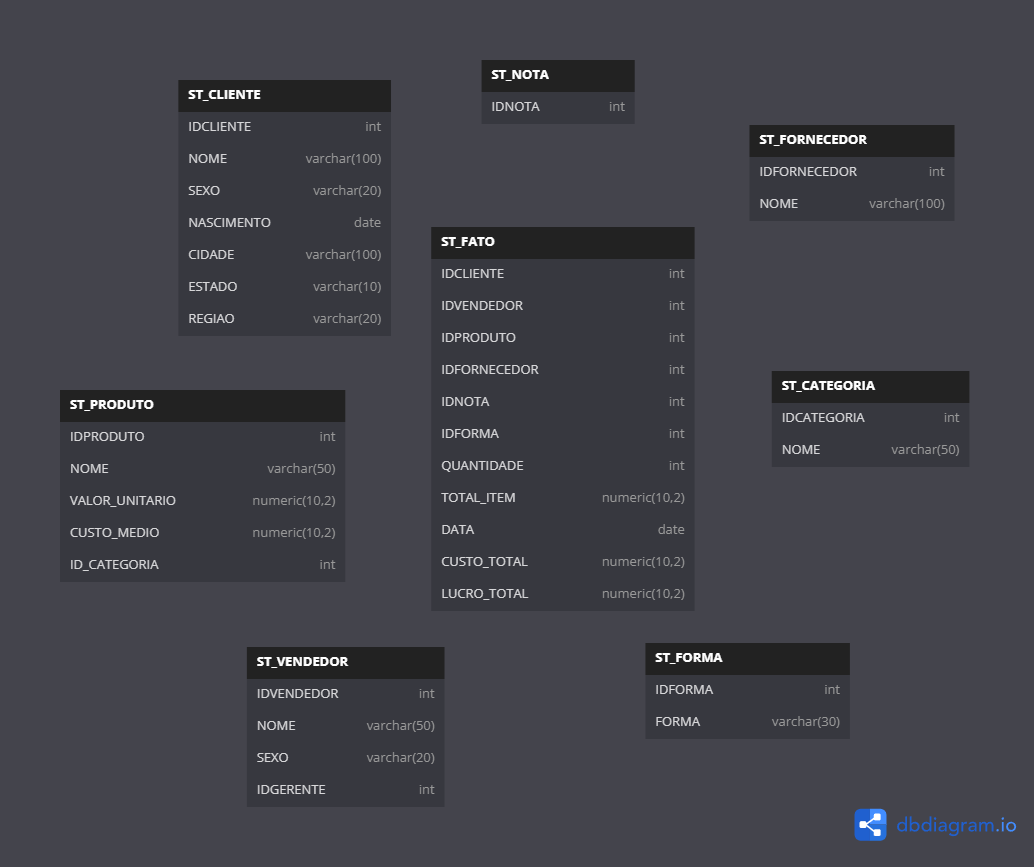 ST_NOTA
IDNOTA int
ST_CLIENTE
IDCLIENTE int
NOME varchar(100)
SEXO varchar(20)
NASCIMENTO date
CIDADE varchar(100)
ESTADO varchar(10)
REGIAO varchar(20)
ST_FORNECEDOR
IDFORNECEDOR int
NOME varchar(100)
ST_FATO
IDCLIENTE int
IDVENDEDOR int
IDPRODUTO int
IDFORNECEDOR int
IDNOTA int
IDFORMA int
QUANTIDADE int
TOTAL_ITEM numeric(10,2)
DATA date
CUSTO_TOTAL numeric(10,2)
LUCRO_TOTAL numeric(10,2)
ST_CATEGORIA
IDCATEGORIA int
NOME varchar(50)
ST_PRODUTO
IDPRODUTO int
NOME varchar(50)
VALOR_UNITARIO numeric(10,2)
CUSTO_MEDIO numeric(10,2)
ID_CATEGORIA int
ST_VENDEDOR
IDVENDEDOR int
NOME varchar(50)
SEXO varchar(20)
IDGERENTE int
ST_FORMA
IDFORMA int
FORMA varchar(30)
dbdiagram.io